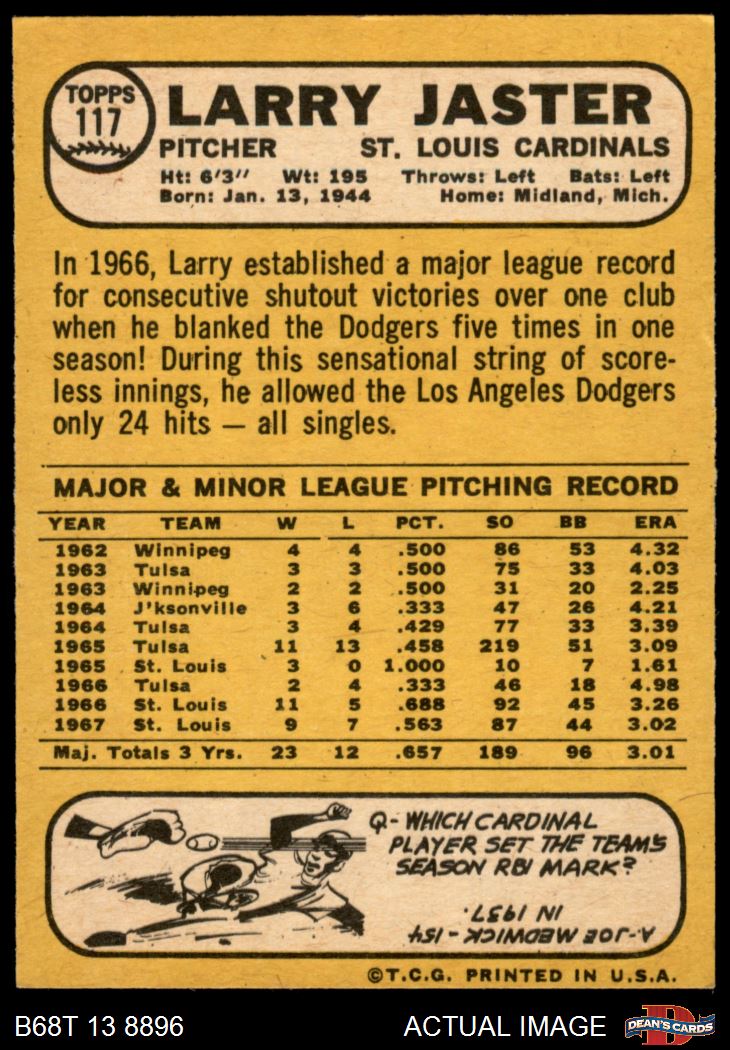 TOPPS
117
LARRY JASTER
PITCHER ST. LOUIS CARDINALS
Ht: 6'3" Wt: 195 Throws: Left Bats: Left
Born: Jan. 13, 1944 Home: Midland, Mich.
In 1966, Larry established a major league record
for consecutive shutout victories over one club
when he blanked the Dodgers five times in one
season! During this sensational string of score-
less innings, he allowed the Los Angeles Dodgers
only 24 hits — all singles.
MAJOR & MINOR LEAGUE PITCHING RECORD
YEAR TEAM W L PCT. SO BB ERA
1962 Winnipeg 4 4 .500 86 53 4.32
1963 Tulsa 3 3 .500 75 33 4.03
1963 Winnipeg 2 2 .500 31 20 2.25
1964 J'ksonville 3 6 .333 47 26 4.21
1964 Tulsa 3 4 .429 77 33 3.39
1965 Tulsa 11 13 .458 219 51 3.09
1965 St. Louis 3 0 1.000 10 7 1.61
1966 Tulsa 2 4 .333 46 18 4.98
1966 St. Louis 11 5 .688 92 45 3.26
1967 St. Louis 9 7 .563 87 44 3.02
Maj. Totals 3 Yrs. 23 12 .657 189 96 3.01
Q- WHICH CARDINAL
PLAYER SET THE TEAM'S
SEASON RBI MARK?
A- JOE MEDWICK - 154
IN 1937.
©T.C.G. PRINTED IN U.S.A.
B68T 13 8896 ACTUAL IMAGE D DEAN'S CARDS